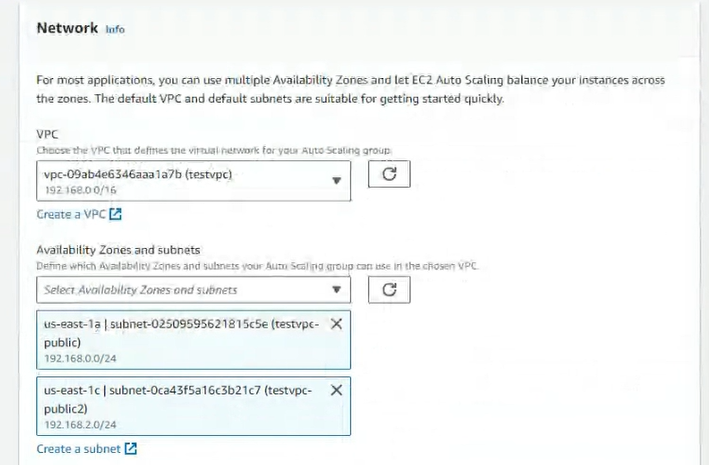 Network Info
For most applications, you can use multiple Availability Zones and let EC2 Auto Scaling balance your instances across
the zones. The default VPC and default subnets are suitable for getting started quickly.
VPC
Choose the VPC that defines the virtual network for your Auto Scaling group.
vpc-09ab4e6346aaa1a7b (testvpc)
192.168.0.0/16
Create a VPC
Availability Zones and subnets
Define which Availability Zones and subnets your Auto Scaling group can use in the chosen VPC.
Select Availability Zones and subnets
us-east-1a | subnet-02509595621815c5e (testvpc-
public)
192.168.0.0/24
us-east-1c | subnet-0ca43f5a16c3b21c7 (testvpc-
public2)
192.168.2.0/24
Create a subnet